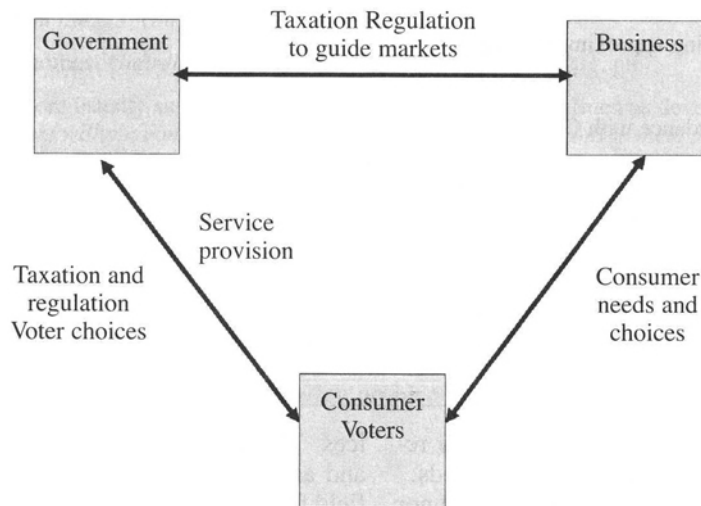 Taxation Regulation
to guide markets
Government
Business
Service
provision
Taxation and
regulation
Voter choices
Consumer
needs and
choices
Consumer
Voters